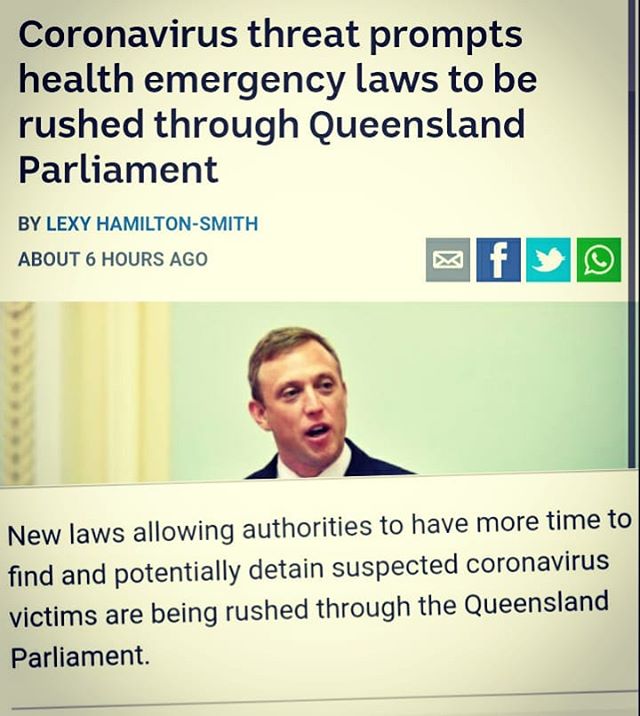 Coronavirus threat prompts
health emergency laws to be
rushed through Queensland
Parliament
BY LEXY HAMILTON-SMITH
ABOUT 6 HOURS AGO
New laws allowing authorities to have more time to
find and potentially detain suspected coronavirus
victims are being rushed through the Queensland
Parliament.